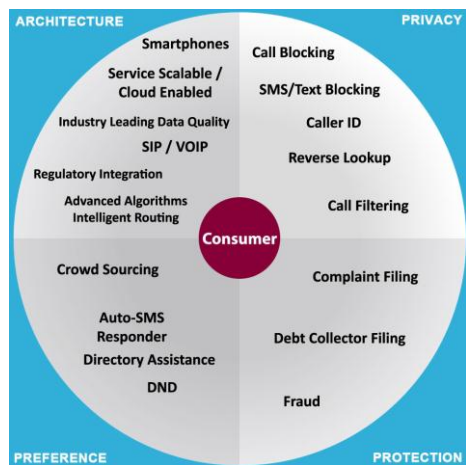 ARCHITECTURE
PRIVACY
Smartphones
Service Scalable /
Cloud Enabled
Industry Leading Data Quality
SIP / VOIP
Regulatory Integration
Advanced Algorithms
Intelligent Routing
Call Blocking
SMS/Text Blocking
Caller ID
Reverse Lookup
Call Filtering
Consumer
Crowd Sourcing
Auto-SMS
Responder
Directory Assistance
DND
Complaint Filing
Debt Collector Filing
Fraud
PREFERENCE
PROTECTION